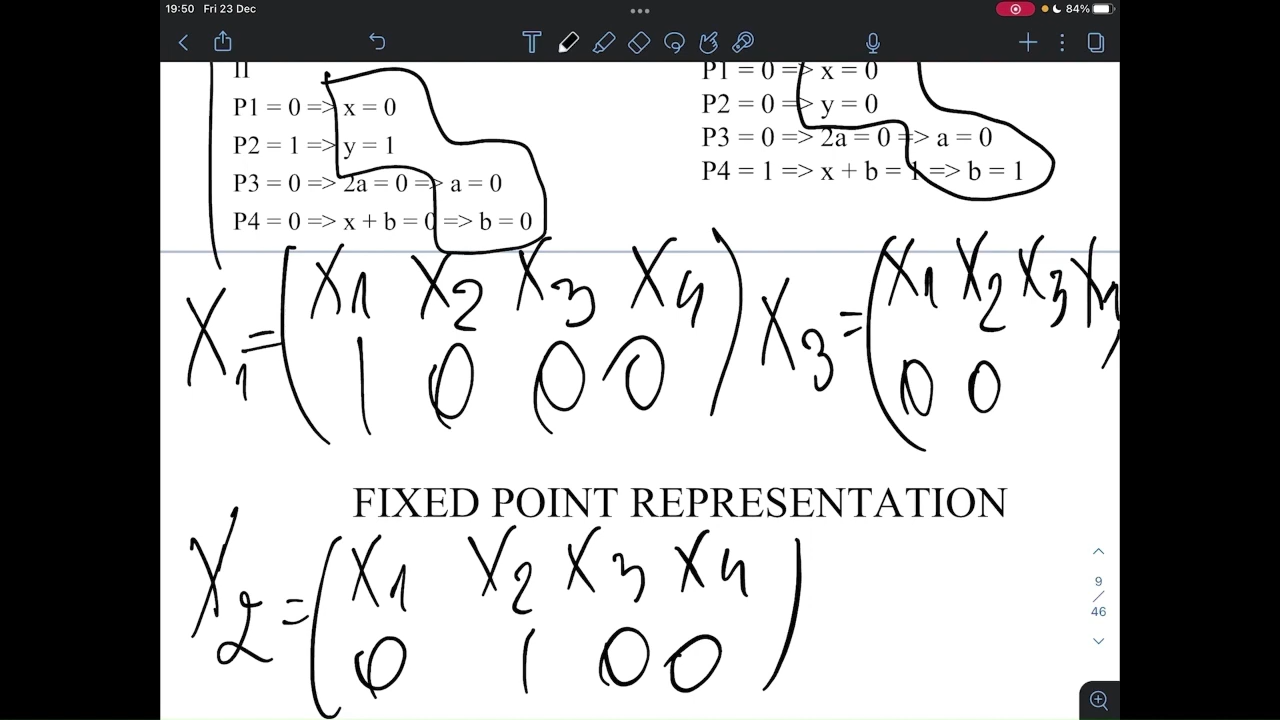 19:50 Fri 23 Dec
84%
II
P1 = 0 => x = 0
P2 = 1 => y = 1
P3 = 0 => 2a = 0 => a = 0
P4 = 0 => x + b = 0 => b = 0
P1 = 0 => x = 0
P2 = 0 => y = 0
P3 = 0 => 2a = 0 => a = 0
P4 = 1 => x + b = 1 => b = 1
X1 = ( X1 X2 X3 X4 )
1 0 0 0
X3 = ( X1 X2 X3 X4 )
0 0
FIXED POINT REPRESENTATION
X2 = ( X1 X2 X3 X4 )
0 1 0 0
9
/
46